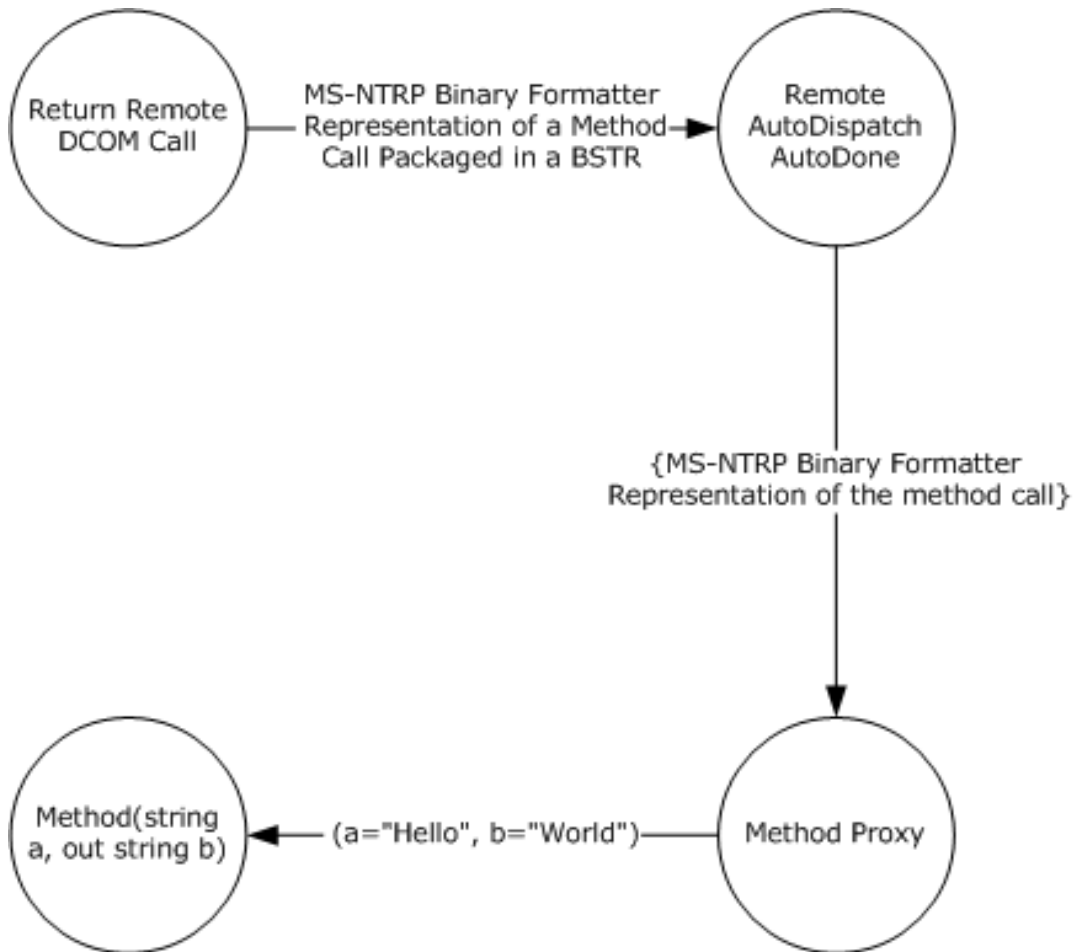 Return Remote
DCOM Call
MS-NTRP Binary Formatter
Representation of a Method
Call Packaged in a BSTR
Remote
AutoDispatch
AutoDone
{MS-NTRP Binary Formatter
Representation of the method call}
Method(string
a, out string b)
(a="Hello", b="World")
Method Proxy